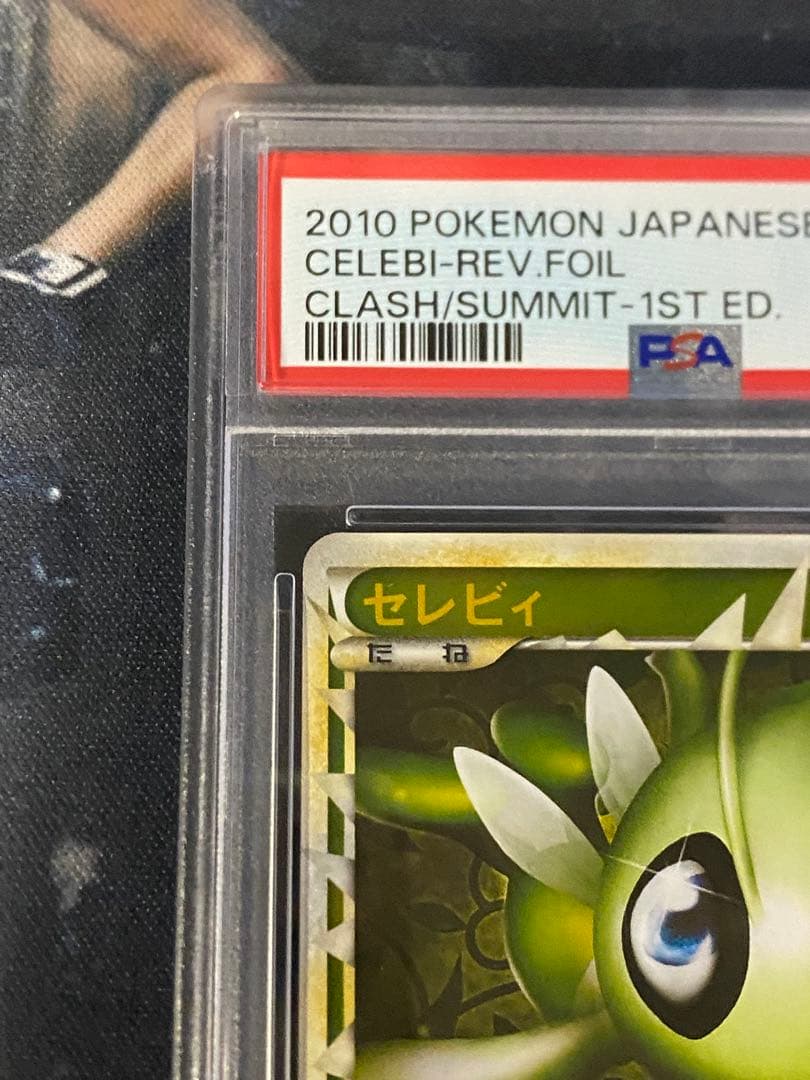 2010 POKEMON JAPANESE
CELEBI-REV.FOIL
CLASH/SUMMIT-1ST ED.
PSA
セレビィ
たね